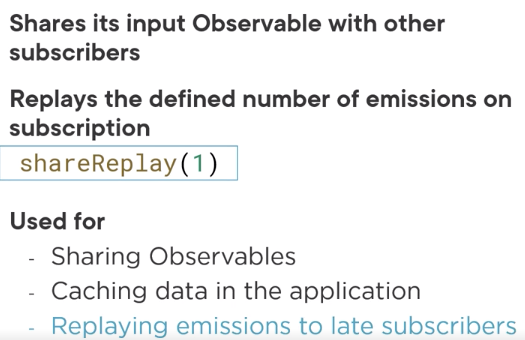 Shares its input Observable with other
subscribers
Replays the defined number of emissions on
subscription
shareReplay(1)
Used for
- Sharing Observables
- Caching data in the application
- Replaying emissions to late subscribers